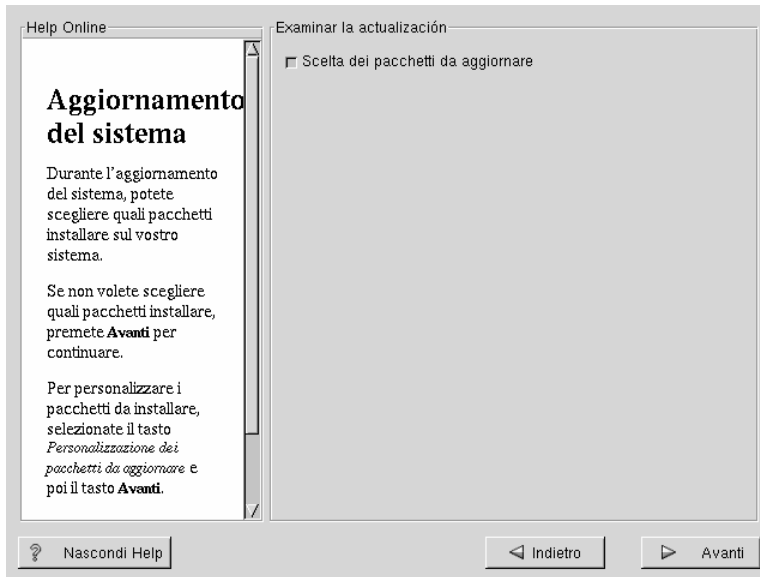 Help Online
Aggiornamento
del sistema
Durante l'aggiornamento
del sistema, potete
scegliere quali pacchetti
installare sul vostro
sistema.
Se non volete scegliere
quali pacchetti installare,
premete Avanti per
continuare.
Per personalizzare i
pacchetti da installare,
selezionate il tasto
Personalizzazione dei
pacchetti da aggiornare e
poi il tasto Avanti.
Examinar la actualización
Scelta dei pacchetti da aggiornare
? Nascondi Help
Indietro
Avanti